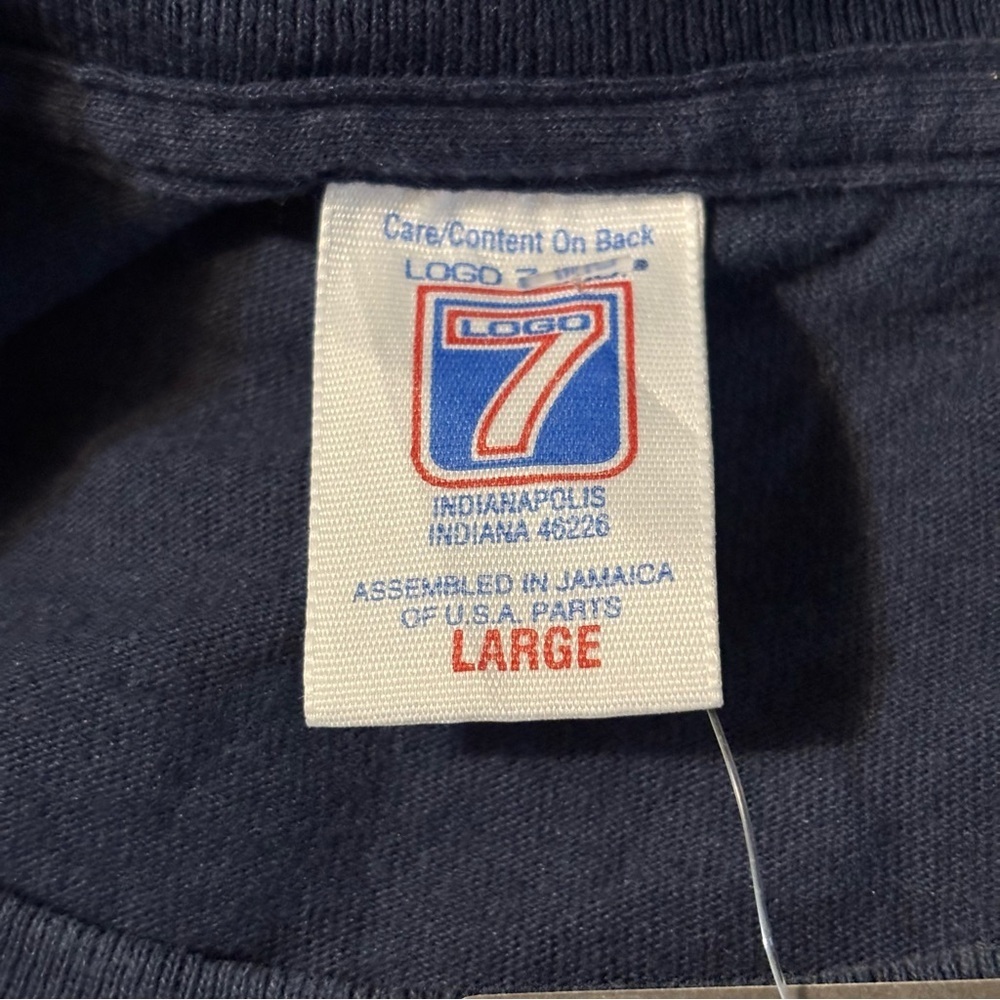 Care/Content On Back
LOGO 7
LOGO
7
INDIANAPOLIS
INDIANA 46226
ASSEMBLED IN JAMAICA
OF U.S.A. PARTS
LARGE